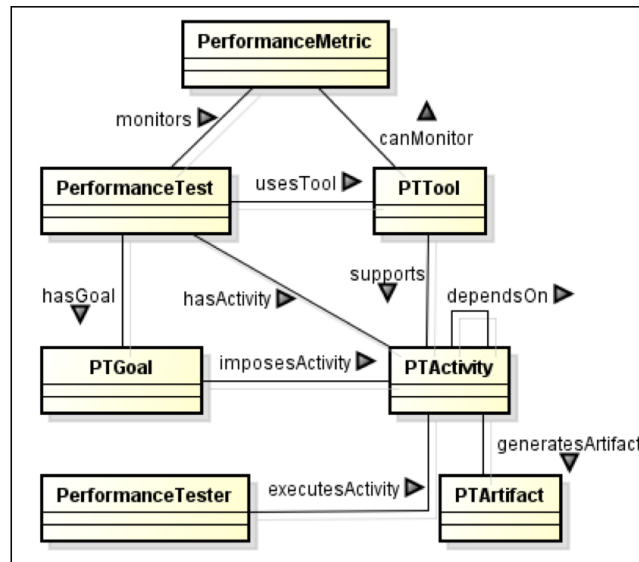 PerformanceMetric
monitors
canMonitor
PerformanceTest
usesTool
PTTool
hasGoal
hasActivity
supports
dependsOn
PTGoal
imposesActivity
PTActivity
generatesArtifact
PerformanceTester
executesActivity
PTArtifact